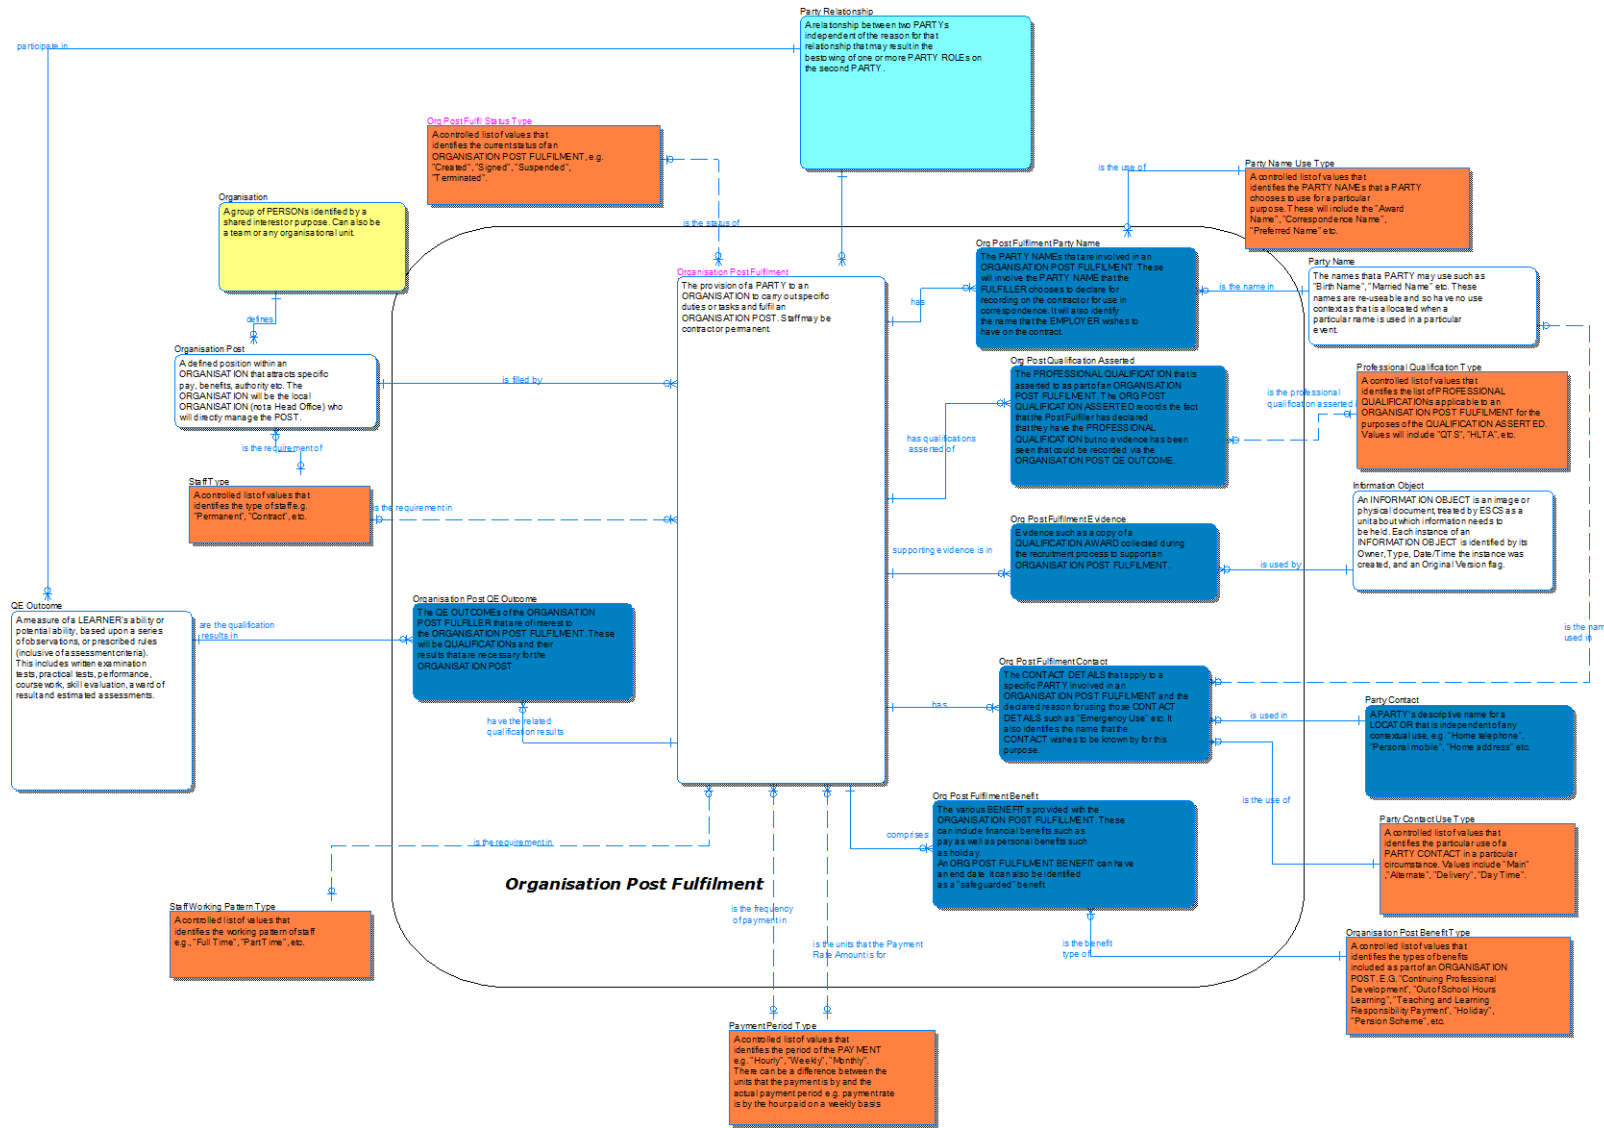 Party Relationship
A relationship between two PARTYs
independent of the reason for that
relationship that may result in the
bestowing of one or more PARTY ROLEs on
the second PARTY.
participate in
Org Post Fulfil Status Type
A controlled list of values that
identifies the current status of an
ORGANISATION POST FULFILMENT, e.g.
"Created", "Signed", "Suspended",
"Terminated".
is the status of
is the use of
Party Name Use Type
A controlled list of values that
identifies the PARTY NAMEs that a PARTY
chooses to use for a particular
purpose. These will include the "Award
Name", "Correspondence Name",
"Preferred Name" etc.
Organisation
A group of PERSONs identified by a
shared interest or purpose. Can also be
a team or any organisational unit.
defines
Organisation Post Fulfilment
The provision of a PARTY to an
ORGANISATION to carry out specific
duties or tasks and fulfil an
ORGANISATION POST. Staff may be
contractor permanent.
Org Post Fulfilment Party Name
The PARTY NAMEs that are involved in an
ORGANISATION POST FULFILMENT. These
will involve the PARTY NAME that the
FULFILLER chooses to declare for
recording on the contractor for use in
correspondence. It will also identify
the name that the EMPLOYER wishes to
have on the contract.
has
is the name in
Party Name
The names that a PARTY may use such as
"Birth Name", "Married Name" etc. These
names are re-useable and so have no use
context as that is allocated when a
particular name is used in a particular
event.
Organisation Post
A defined position within an
ORGANISATION that attracts specific
pay, benefits, authority etc. The
ORGANISATION will be the local
ORGANISATION (not a Head Office) who
will directly manage the POST.
is filled by
is the requirement of
Org Post Qualification Asserted
The PROFESSIONAL QUALIFICATION that is
asserted to as part of an ORGANISATION
POST FULFILMENT. The ORG POST
QUALIFICATION ASSERTED records the fact
that the Post Fulfiller has declared
that they have the PROFESSIONAL
QUALIFICATION but no evidence has been
seen that could be recorded via the
ORGANISATION POST QE OUTCOME.
has qualifications
asserted of
is the professional
qualification asserted i
Professional Qualification Type
A controlled list of values that
identifies the list of PROFESSIONAL
QUALIFICATIONs applicable to an
ORGANISATION POST FULFILMENT for the
purposes of the QUALIFICATION ASSERTED.
Values will include "QTS", "HLTA", etc.
Staff Type
A controlled list of values that
identifies the type of staff e.g.
"Permanent", "Contract", etc.
is the requirement in
Information Object
An INFORMATION OBJECT is an image or
physical document, treated by ESCS as a
unit about which information needs to
be held. Each instance of an
INFORMATION OBJECT is identified by its
Owner, Type, Date/Time the instance was
created, and an Original Version flag.
Org Post Fulfilment Evidence
Evidence such as a copy of a
QUALIFICATION AWARD collected during
the recruitment process to support an
ORGANISATION POST FULFILMENT.
supporting evidence is in
is used by
QE Outcome
A measure of a LEARNER's ability or
potential ability, based upon a series
of observations, or prescribed rules
(inclusive of assessment criteria).
This includes written examination
tests, practical tests, performance,
coursework, skill evaluation, award of
result and estimated assessments.
are the qualification
results in
Organisation Post QE Outcome
The QE OUTCOMEs of the ORGANISATION
POST FULFILLER that are of interest to
the ORGANISATION POST FULFILMENT. These
will be QUALIFICATIONs and their
results that are necessary for the
ORGANISATION POST
have the related
qualification results
is the nam
used in
Org Post Fulfilment Contact
The CONTACT DETAILS that apply to a
specific PARTY involved in an
ORGANISATION POST FULFILMENT and the
declared reason for using those CONTACT
DETAILS such as "Emergency Use" etc. It
also identifies the name that the
CONTACT wishes to be known by for this
purpose.
has
is used in
Party Contact
A PARTY's descriptive name for a
LOCATOR that is independent of any
contextual use, e.g. "Home telephone",
"Personal mobile", "Home address" etc.
is the use of
Party Contact Use Type
A controlled list of values that
identifies the particular use of a
PARTY CONTACT in a particular
circumstance. Values include "Main"
,"Alternate", "Delivery", "Day Time".
Org Post Fulfilment Benefit
The various BENEFITs provided with the
ORGANISATION POST FULFILLMENT. These
can include financial benefits such as
pay as well as personal benefits such
as holiday.
An ORG POST FULFILMENT BENEFIT can have
an end date. It can also be identified
as a "safeguarded" benefit.
comprises
is the requirement in
Organisation Post Fulfilment
Staff Working Pattern Type
A controlled list of values that
identifies the working pattern of staff
e.g., "Full Time", "Part Time", etc.
is the frequency
of payment in
is the units that the Payment
Rate Amount is for
is the benefit
type of
Organisation Post Benefit Type
A controlled list of values that
identifies the types of benefits
included as part of an ORGANISATION
POST. E.G. "Continuing Professional
Development", "Out of School Hours
Learning", "Teaching and Learning
Responsibility Payment", "Holiday",
"Pension Scheme", etc.
Payment Period Type
A controlled list of values that
identifies the period of the PAYMENT
e.g. "Hourly", "Weekly", "Monthly".
There can be a difference between the
units that the payment is by and the
actual payment period e.g. payment rate
is by the hour paid on a weekly basis